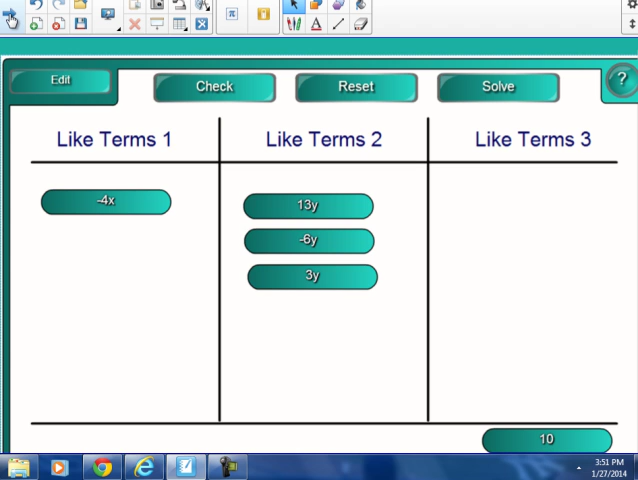 Edit
Check
Reset
Solve
?
Like Terms 1
Like Terms 2
Like Terms 3
-4x
13y
-6y
3y
10
3:51 PM
1/27/2014